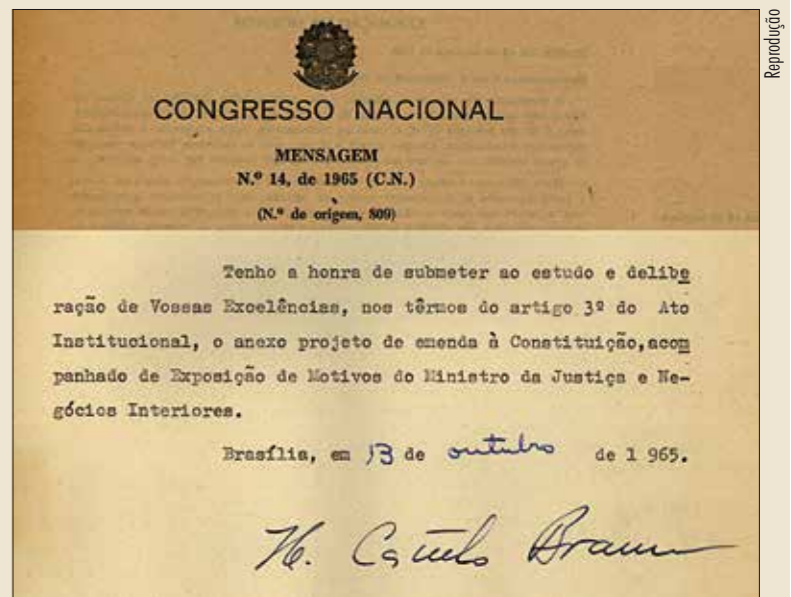 Reprodução
CONGRESSO NACIONAL
MENSAGEM
N.º 14, de 1965 (C.N.)
(N.º de origem, 809)
Tenho a honra de submeter ao estudo e delibe
ração de Vossas Excelências, nos têrmos do artigo 3º do Ato
Institucional, o anexo projeto de emenda à Constituição,acom
panhado de Exposição de Motivos do Ministro da Justiça e Ne-
gócios Interiores.
Brasília, em 13 de outubro de 1 965.
H. Castelo Branco